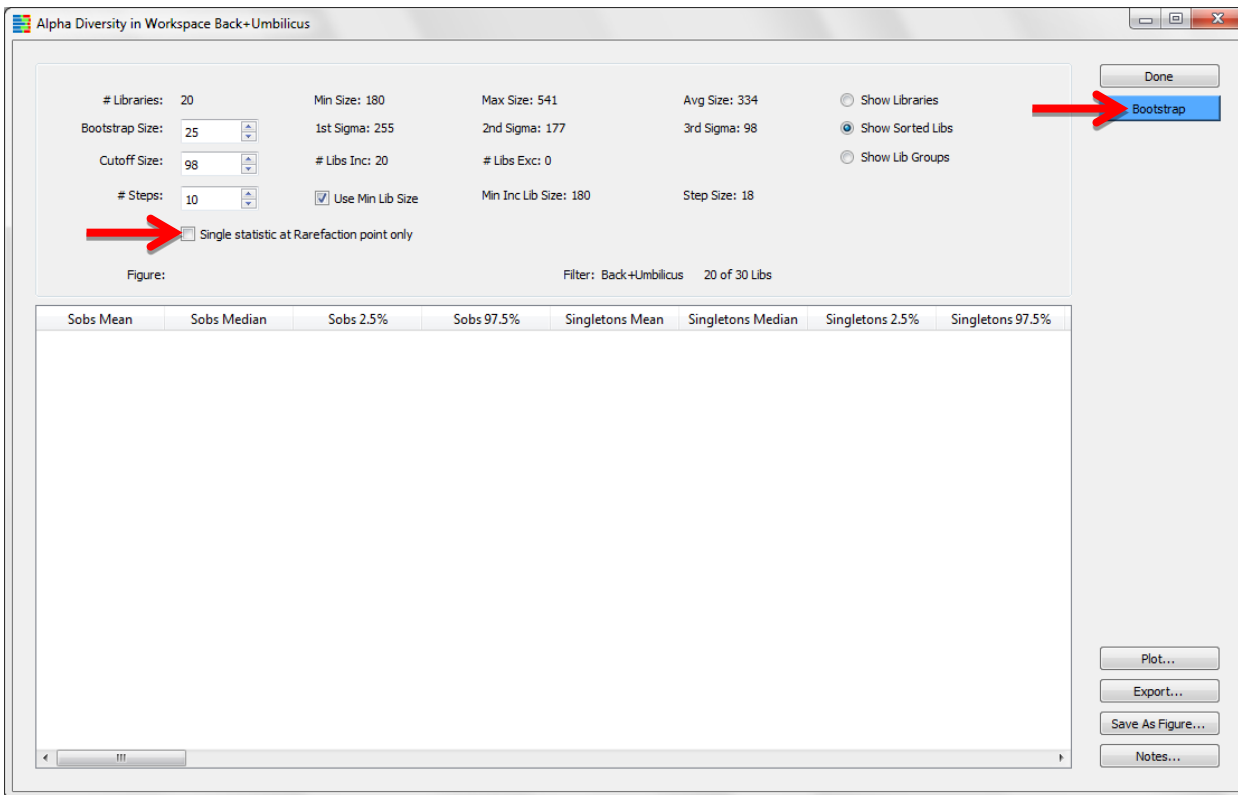 Alpha Diversity in Workspace Back+Umbilicus
Done
# Libraries: 20 Min Size: 180 Max Size: 541 Avg Size: 334 Show Libraries
Bootstrap
Bootstrap Size: 25 1st Sigma: 255 2nd Sigma: 177 3rd Sigma: 98 Show Sorted Libs
Cutoff Size: 98 # Libs Inc: 20 # Libs Exc: 0 Show Lib Groups
# Steps: 10 Use Min Lib Size Min Inc Lib Size: 180 Step Size: 18
Single statistic at Rarefaction point only
Figure: Filter: Back+Umbilicus 20 of 30 Libs
Sobs Mean Sobs Median Sobs 2.5% Sobs 97.5% Singletons Mean Singletons Median Singletons 2.5% Singletons 97.5%
Plot...
Export...
Save As Figure...
Notes...